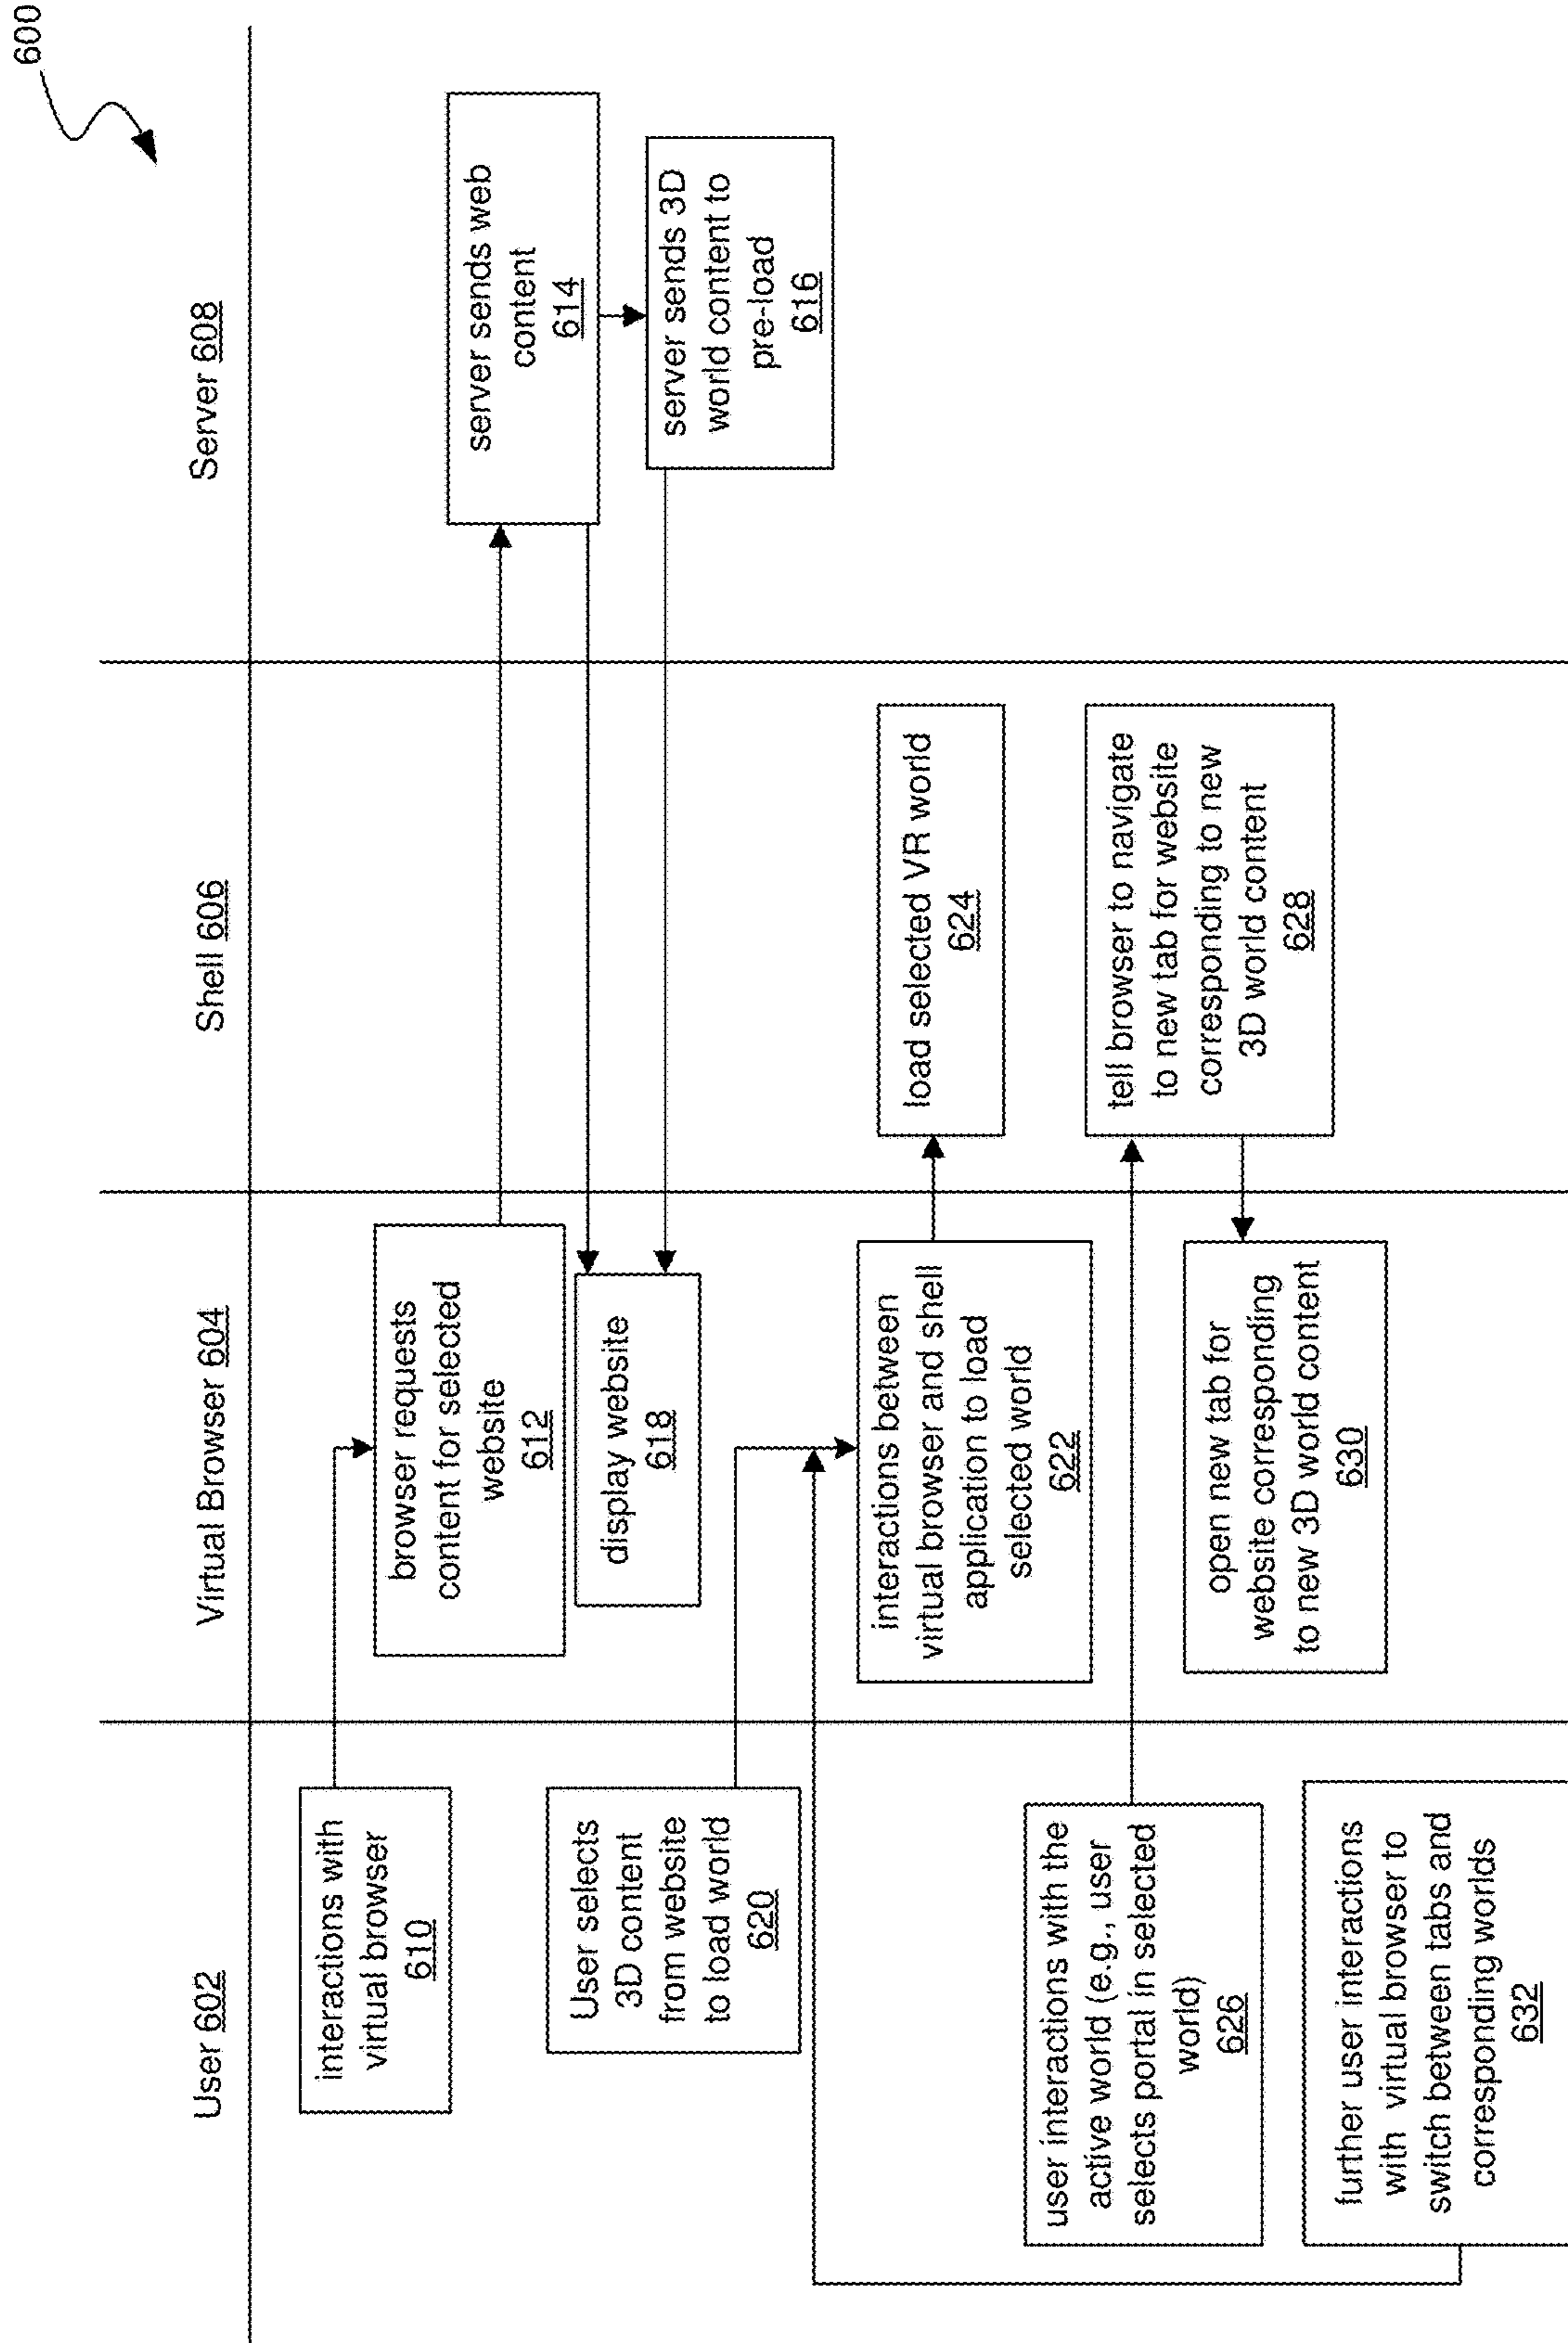 600
User 602
Virtual Browser 604
Shell 606
Server 608
interactions with
virtual browser
610
browser requests
content for selected
website
612
server sends web
content
614
server sends 3D
world content to
pre-load
616
display website
618
User selects
3D content
from website
to load world
620
interactions between
virtual browser and shell
application to load
selected world
622
load selected VR world
624
user interactions with the
active world (e.g., user
selects portal in selected
world)
626
tell browser to navigate
to new tab for website
corresponding to new
3D world content
628
open new tab for
website corresponding
to new 3D world content
630
further user interactions
with virtual browser to
switch between tabs and
corresponding worlds
632